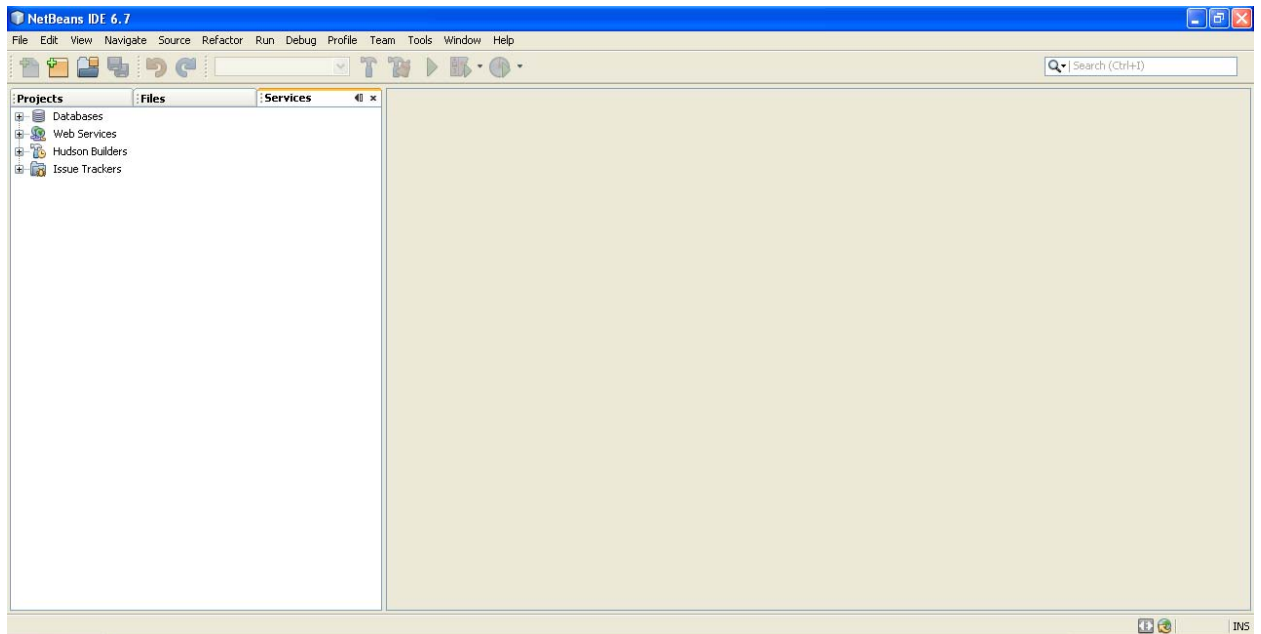 NetBeans IDE 6.7
File Edit View Navigate Source Refactor Run Debug Profile Team Tools Window Help
Search (Ctrl+I)
Projects Files Services
Databases
Web Services
Hudson Builders
Issue Trackers
INS